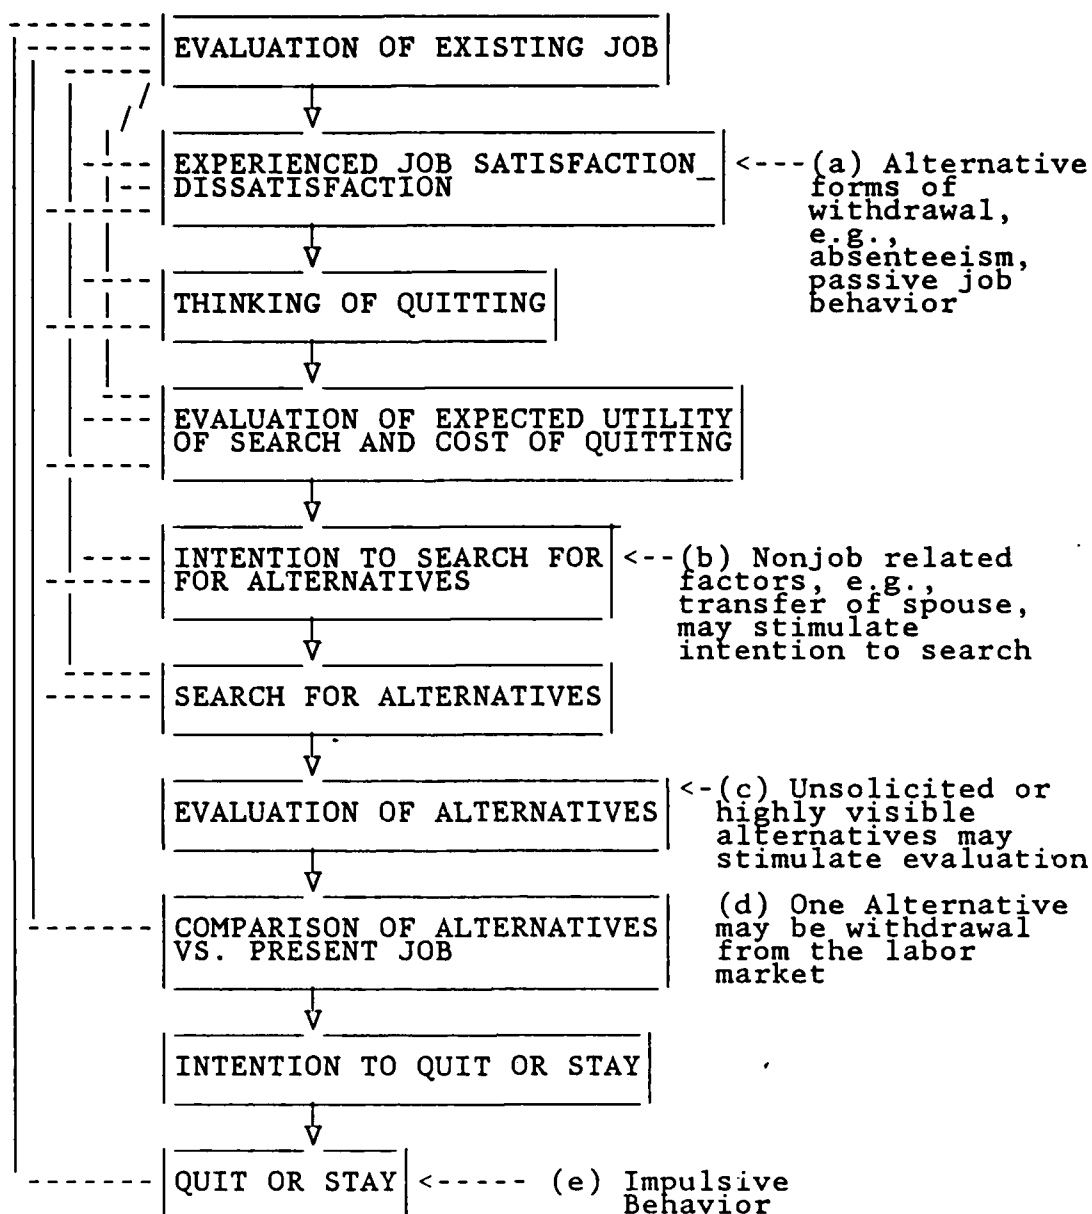 EVALUATION OF EXISTING JOB
EXPERIENCED JOB SATISFACTION_
DISSATISFACTION
<---(a) Alternative
forms of
withdrawal,
e.g.,
absenteeism,
passive job
behavior
THINKING OF QUITTING
EVALUATION OF EXPECTED UTILITY
OF SEARCH AND COST OF QUITTING
INTENTION TO SEARCH FOR
FOR ALTERNATIVES
<--(b) Nonjob related
factors, e.g.,
transfer of spouse,
may stimulate
intention to search
SEARCH FOR ALTERNATIVES
EVALUATION OF ALTERNATIVES
<-(c) Unsolicited or
highly visible
alternatives may
stimulate evaluation
COMPARISON OF ALTERNATIVES
VS. PRESENT JOB
(d) One Alternative
may be withdrawal
from the labor
market
INTENTION TO QUIT OR STAY
QUIT OR STAY
<----- (e) Impulsive
Behavior